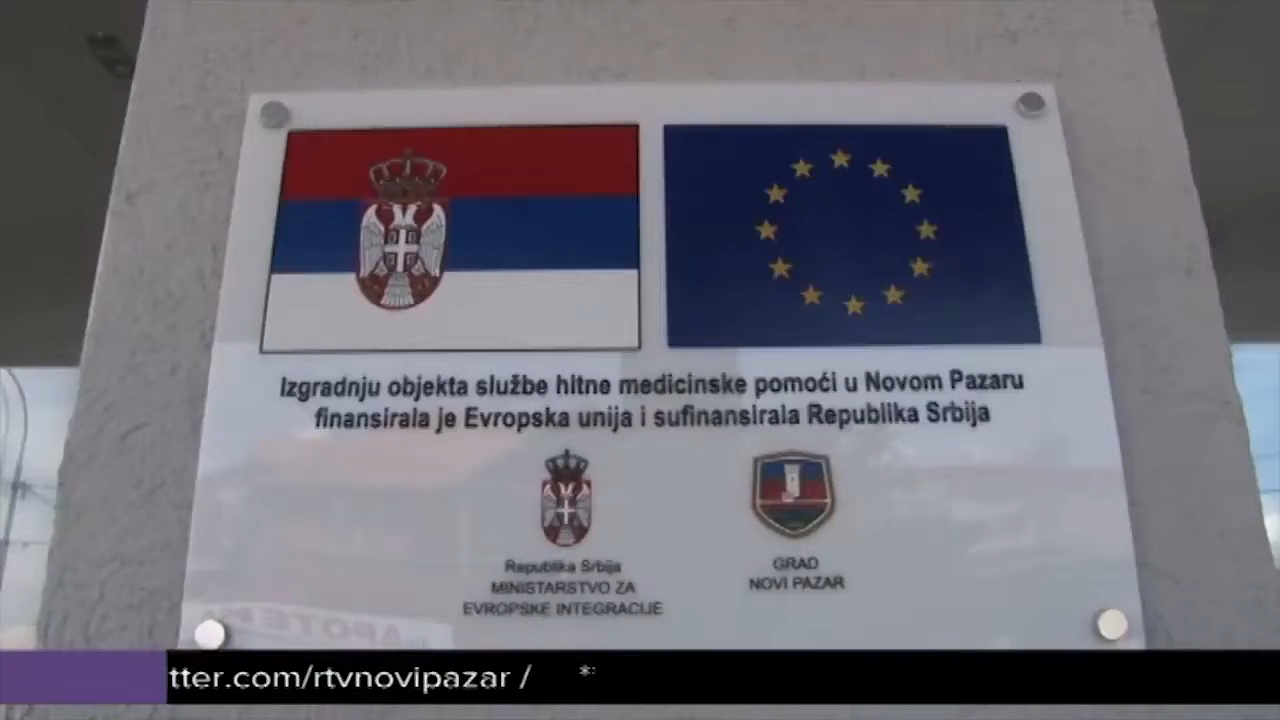 Izgradnju objekta službe hitne medicinske pomoći u Novom Pazaru
finansirala je Evropska unija i sufinansirala Republika Srbija
Republika Srbija
MINISTARSTVO ZA
EVROPSKE INTEGRACIJE
GRAD
NOVI PAZAR
tter.com/rtvnovipazar /